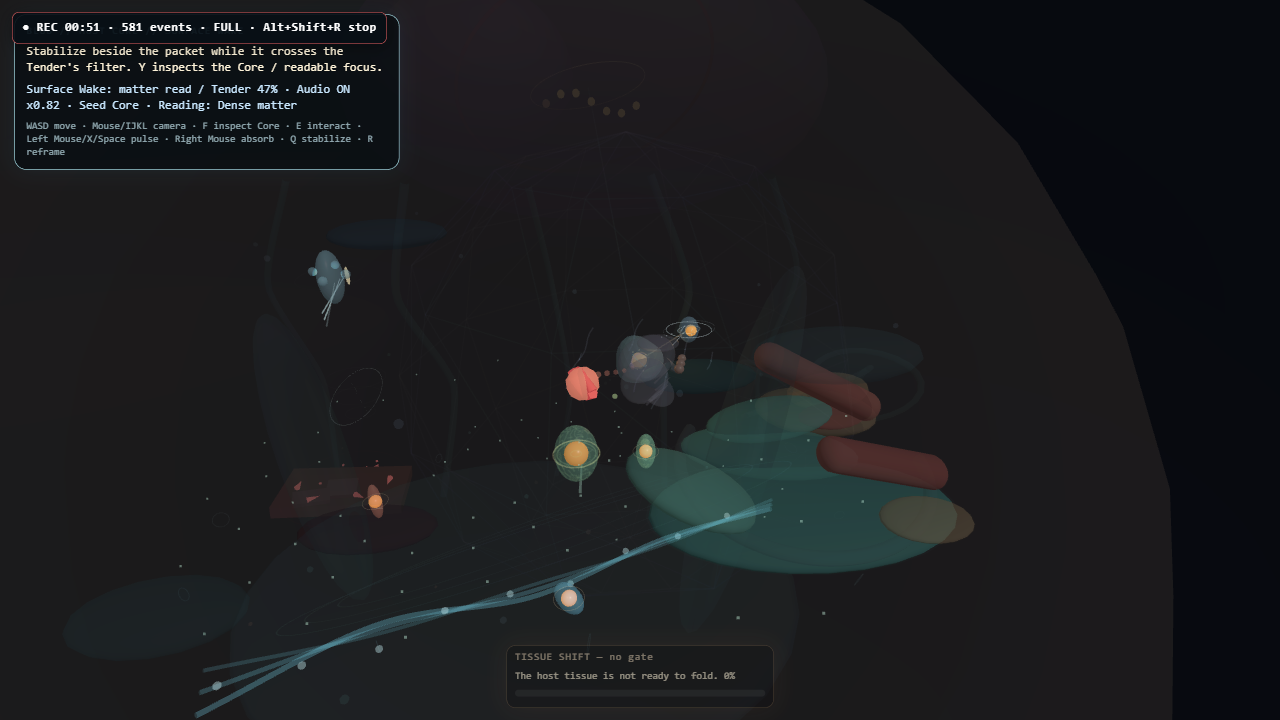 ● REC 00:51 · 581 events · FULL · Alt+Shift+R stop
Stabilize beside the packet while it crosses the
Tender's filter. Y inspects the Core / readable focus.
Surface Wake: matter read / Tender 47% · Audio ON
x0.82 · Seed Core · Reading: Dense matter
WASD move · Mouse/IJKL camera · F inspect Core · E interact ·
Left Mouse/X/Space pulse · Right Mouse absorb · Q stabilize · R
reframe
TISSUE SHIFT — no gate
The host tissue is not ready to fold. 0%